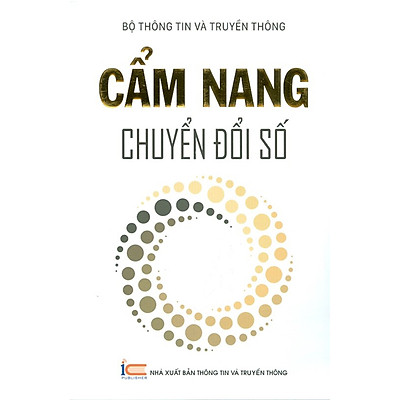 BỘ THÔNG TIN VÀ TRUYỀN THÔNG
CẨM NANG
CHUYỂN ĐỔI SỐ
ic
PUBLISHER
NHÀ XUẤT BẢN THÔNG TIN VÀ TRUYỀN THÔNG